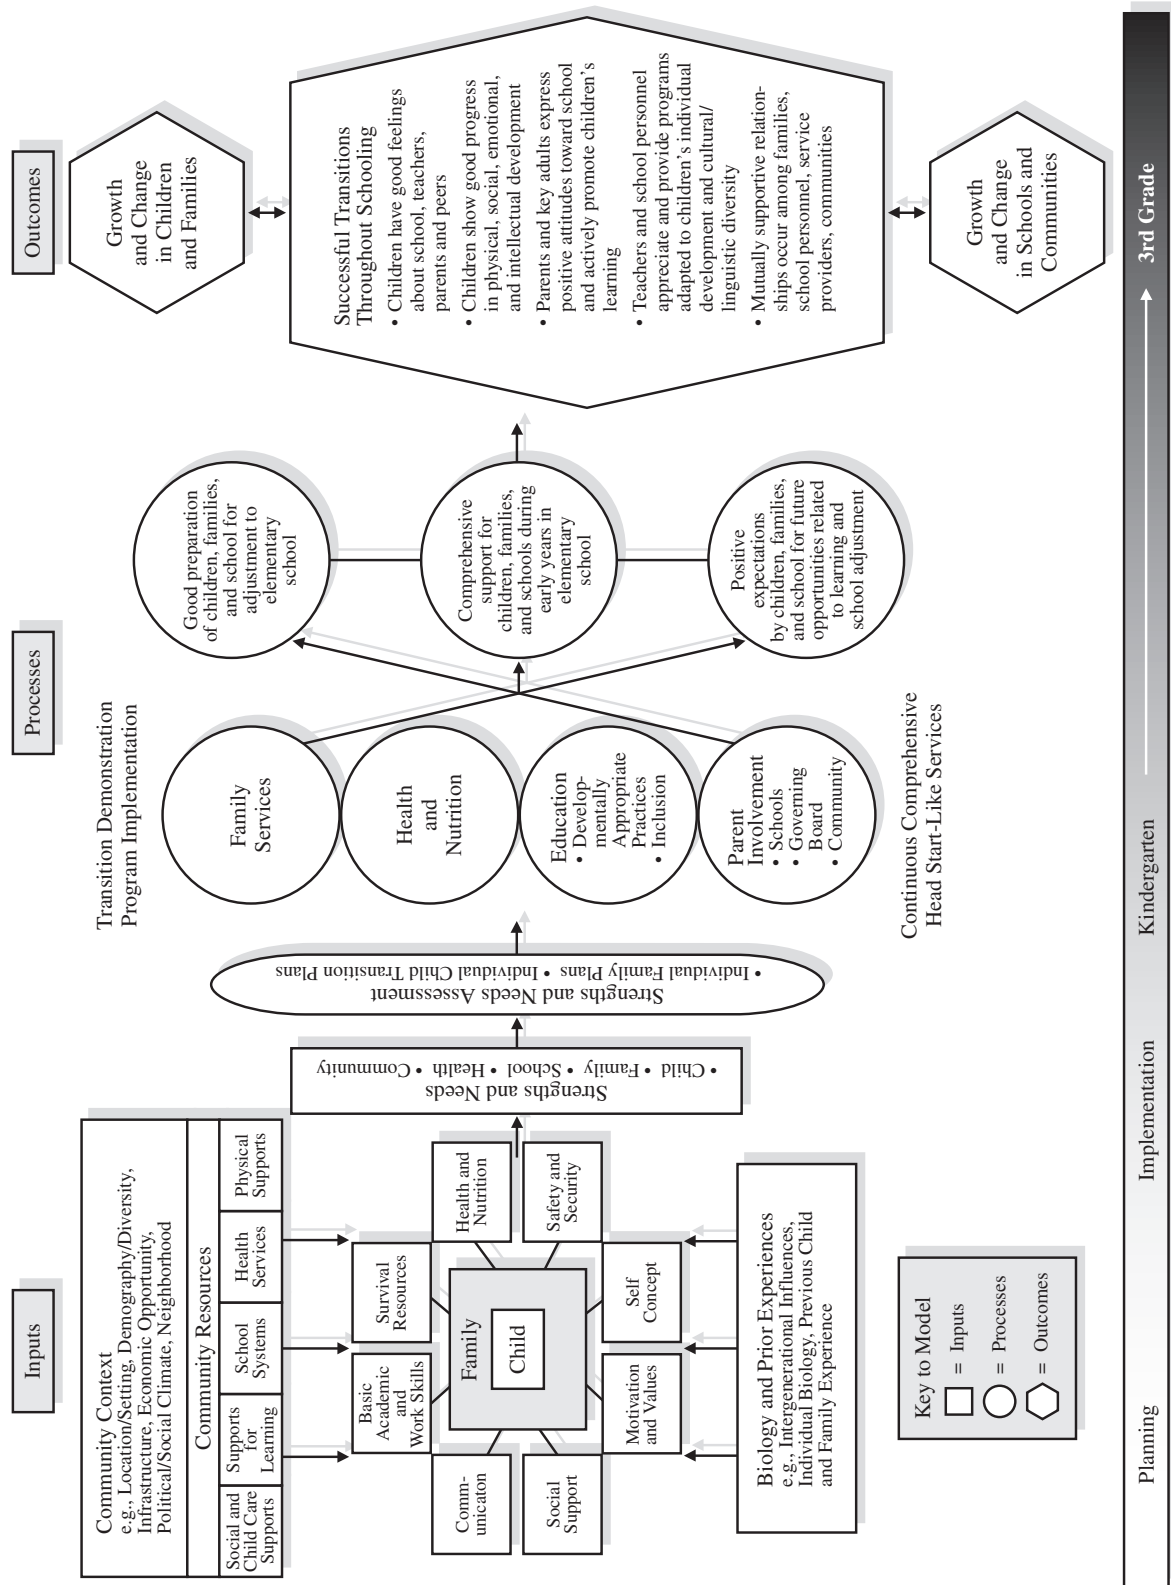 Inputs
Processes
Outcomes
Community Context
e.g., Location/Setting, Demography/Diversity,
Infrastructure, Economic Opportunity,
Political/Social Climate, Neighborhood
Community Resources
Social and
Child Care
Supports
Supports
for
Learning
School
Systems
Health
Services
Physical
Supports
Basic
Academic
and
Work Skills
Survival
Resources
Comm-
unicaton
Health and
Nutrition
Family
Child
Social
Support
Safety and
Security
Motivation
and Values
Self
Concept
Biology and Prior Experiences
e.g., Intergenerational Influences,
Individual Biology, Previous Child
and Family Experience
Key to Model
= Inputs
= Processes
= Outcomes
Strengths and Needs
• Child • Family • School • Health • Community
Strengths and Needs Assessment
• Individual Family Plans • Individual Child Transition Plans
Transition Demonstration
Program Implementation
Family
Services
Health
and
Nutrition
Education
• Develop-
mentally
Appropriate
Practices
• Inclusion
Parent
Involvement
• Schools
• Governing
Board
• Community
Continuous Comprehensive
Head Start-Like Services
Good preparation
of children, families,
and school for
adjustment to
elementary
school
Comprehensive
support for
children, families,
and schools during
early years in
elementary
school
Positive
expectations
by children, families,
and school for future
opportunities related
to learning and
school adjustment
Growth
and Change
in Children
and Families
Successful Transitions
Throughout Schooling
• Children have good feelings
about school, teachers,
parents and peers
• Children show good progress
in physical, social, emotional,
and intellectual development
• Parents and key adults express
positive attitudes toward school
and actively promote children's
learning
• Teachers and school personnel
appreciate and provide programs
adapted to children's individual
development and cultural/
linguistic diversity
• Mutually supportive relation-
ships occur among families,
school personnel, service
providers, communities
Growth
and Change
in Schools and
Communities
Planning
Implementation
Kindergarten
3rd Grade